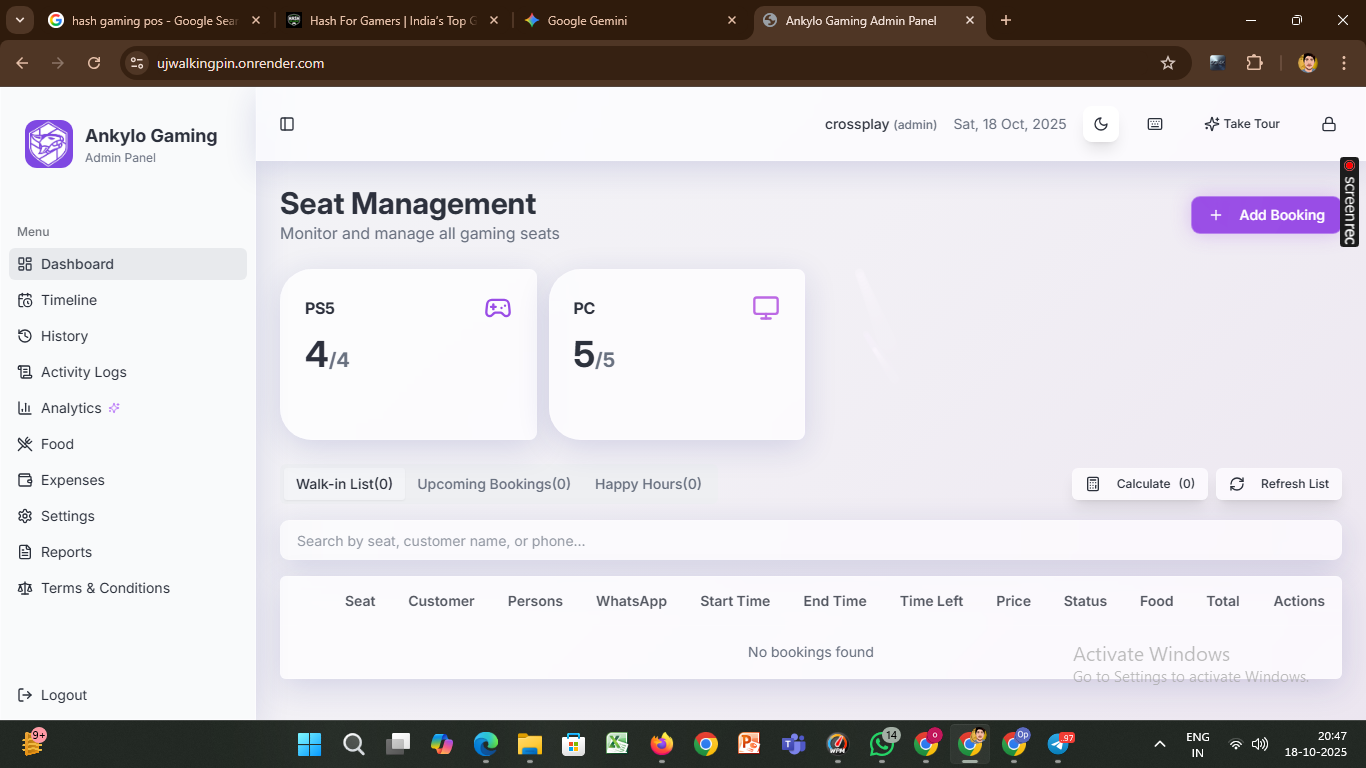 hash gaming pos - Google Sear
Hash For Gamers | India's Top G
Google Gemini
Ankylo Gaming Admin Panel
ujwalkingpin.onrender.com
Ankylo Gaming
Admin Panel
crossplay (admin)
Sat, 18 Oct, 2025
Take Tour
screenrec
Menu
Dashboard
Timeline
History
Activity Logs
Analytics
Food
Expenses
Settings
Reports
Terms & Conditions
Logout
Seat Management
Monitor and manage all gaming seats
Add Booking
PS5
4/4
PC
5/5
Walk-in List(0)
Upcoming Bookings(0)
Happy Hours(0)
Calculate (0)
Refresh List
Search by seat, customer name, or phone...
Seat Customer Persons WhatsApp Start Time End Time Time Left Price Status Food Total Actions
No bookings found
Activate Windows
Go to Settings to activate Windows.
9+
WFM
14
Op
97
ENG
IN
20:47
18-10-2025